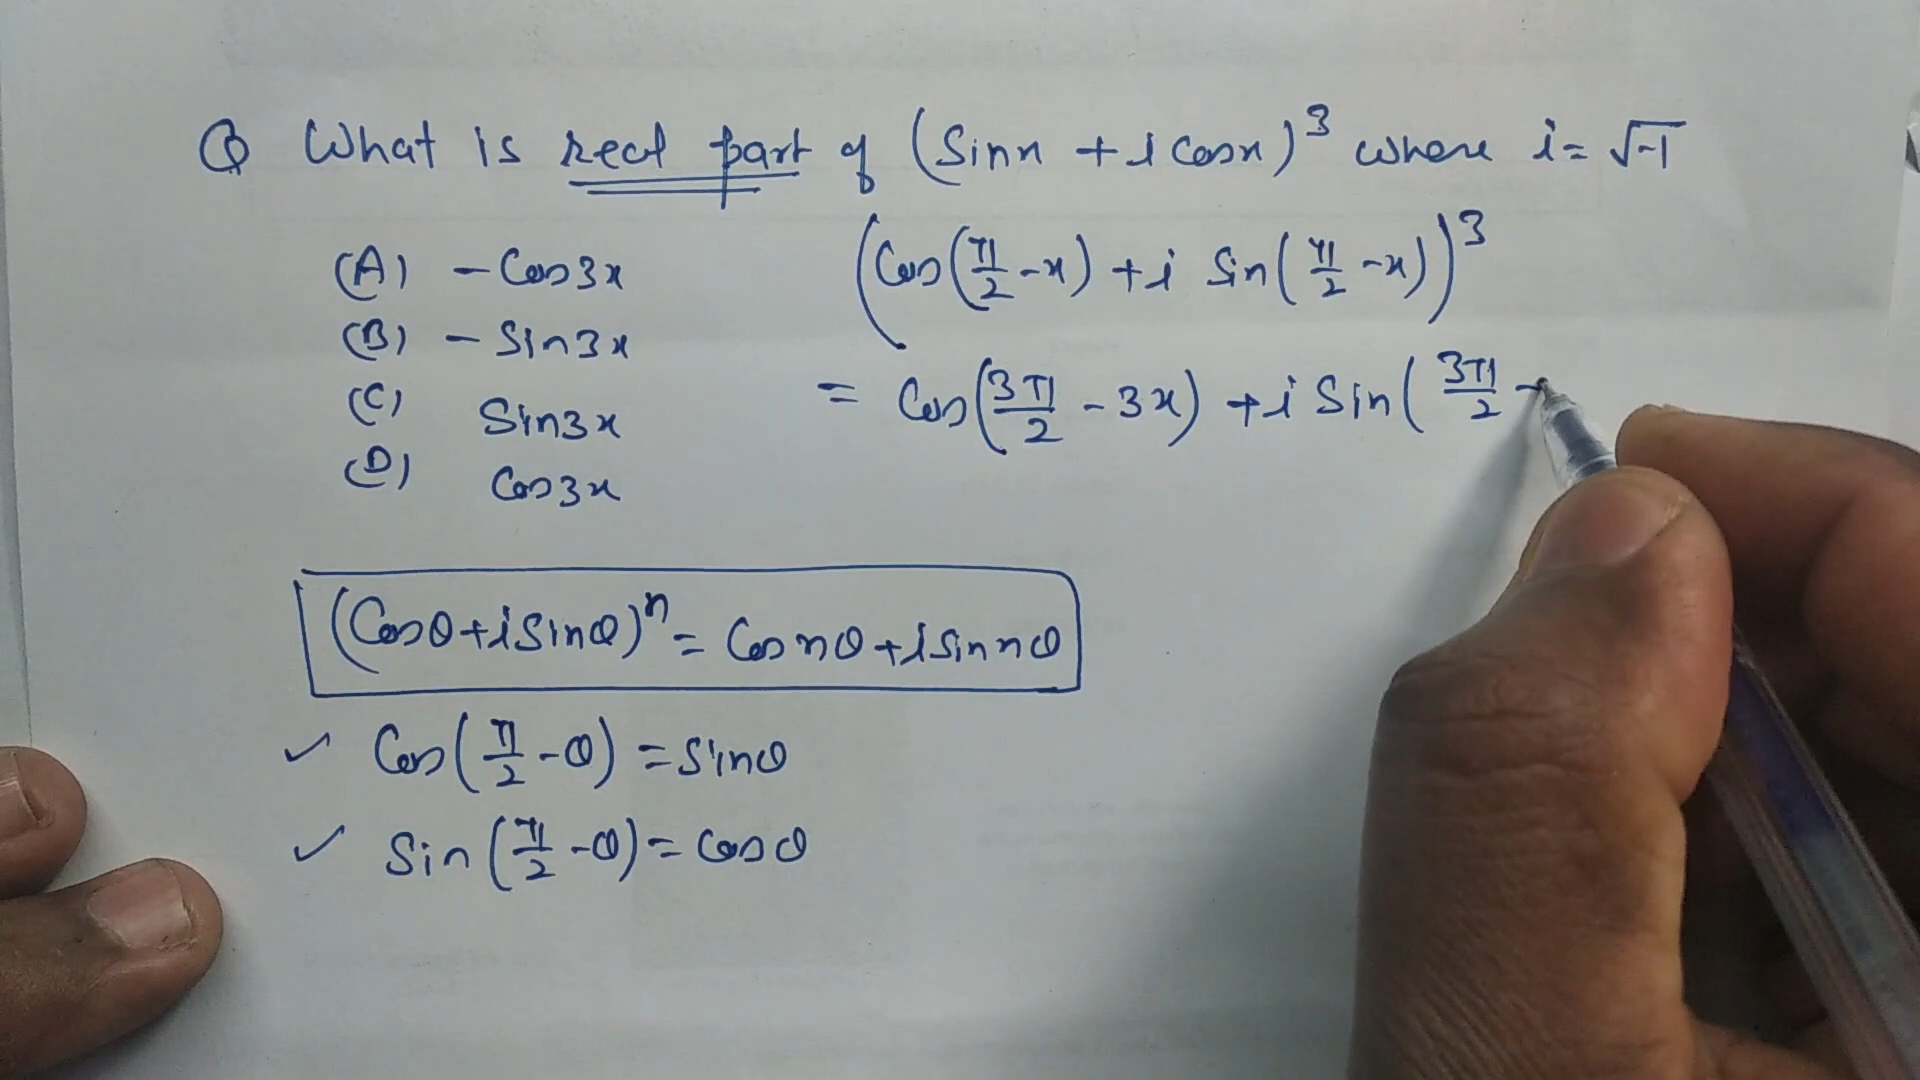 Q What is real part of (Sinx + i Cosx)³ where i = √-1
(A) - Cos3x
(B) - Sin3x
(C) Sin3x
(D) Cos3x
(Cos(π/2 - x) + i Sin(π/2 - x))³
= Cos(3π/2 - 3x) + i Sin(3π/2 -
(Cosθ + i Sinθ)ⁿ = Cos nθ + i Sin nθ
✓ Cos(π/2 - θ) = Sinθ
✓ Sin(π/2 - θ) = Cosθ